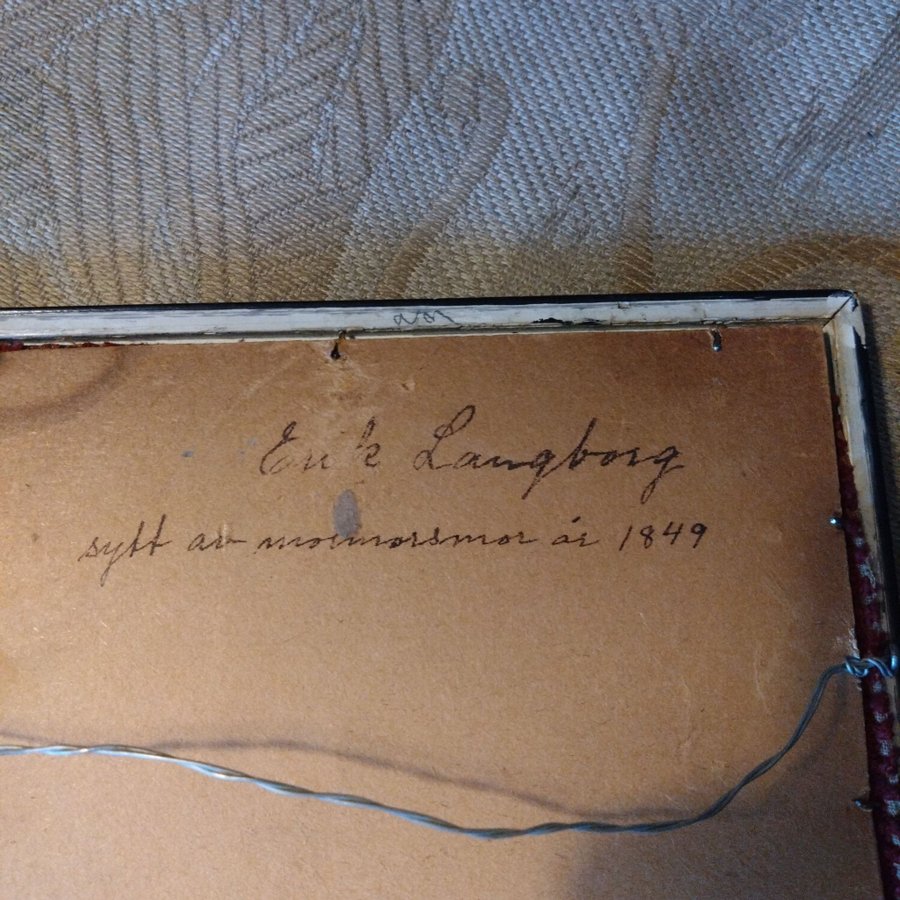 Erik Langborg
sytt av mormorsmor år 1849